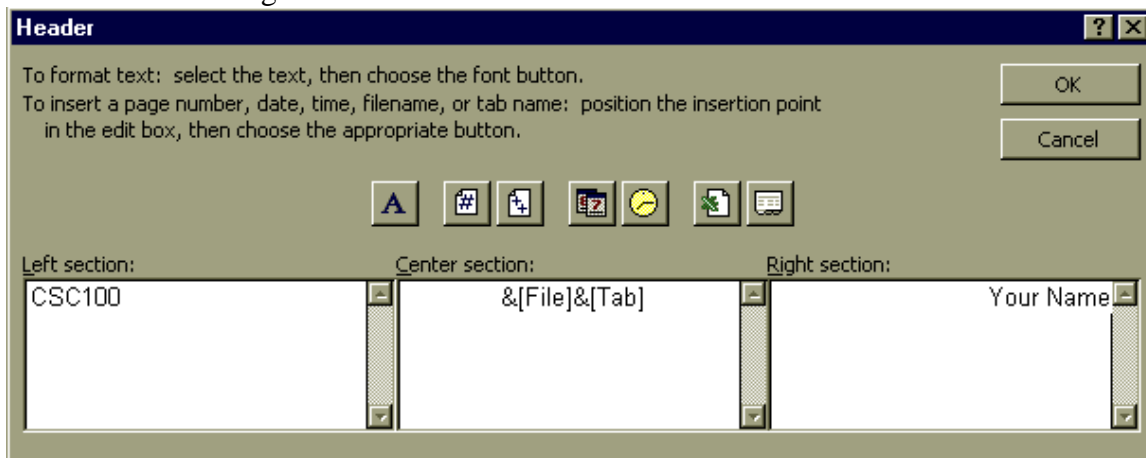 Header
To format text: select the text, then choose the font button.
To insert a page number, date, time, filename, or tab name: position the insertion point
in the edit box, then choose the appropriate button.
OK
Cancel
A
#
Left section:
Center section:
Right section:
CSC100
&[File]&[Tab]
Your Name